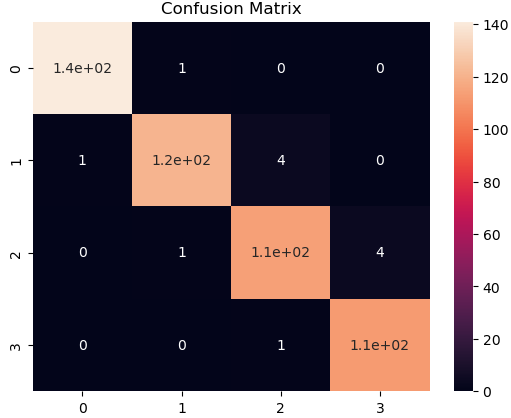 Confusion Matrix
0 1.4e+02 1 0 0
1 1 1.2e+02 4 0
2 0 1 1.1e+02 4
3 0 0 1 1.1e+02
0 1 2 3
140
120
100
80
60
40
20
0